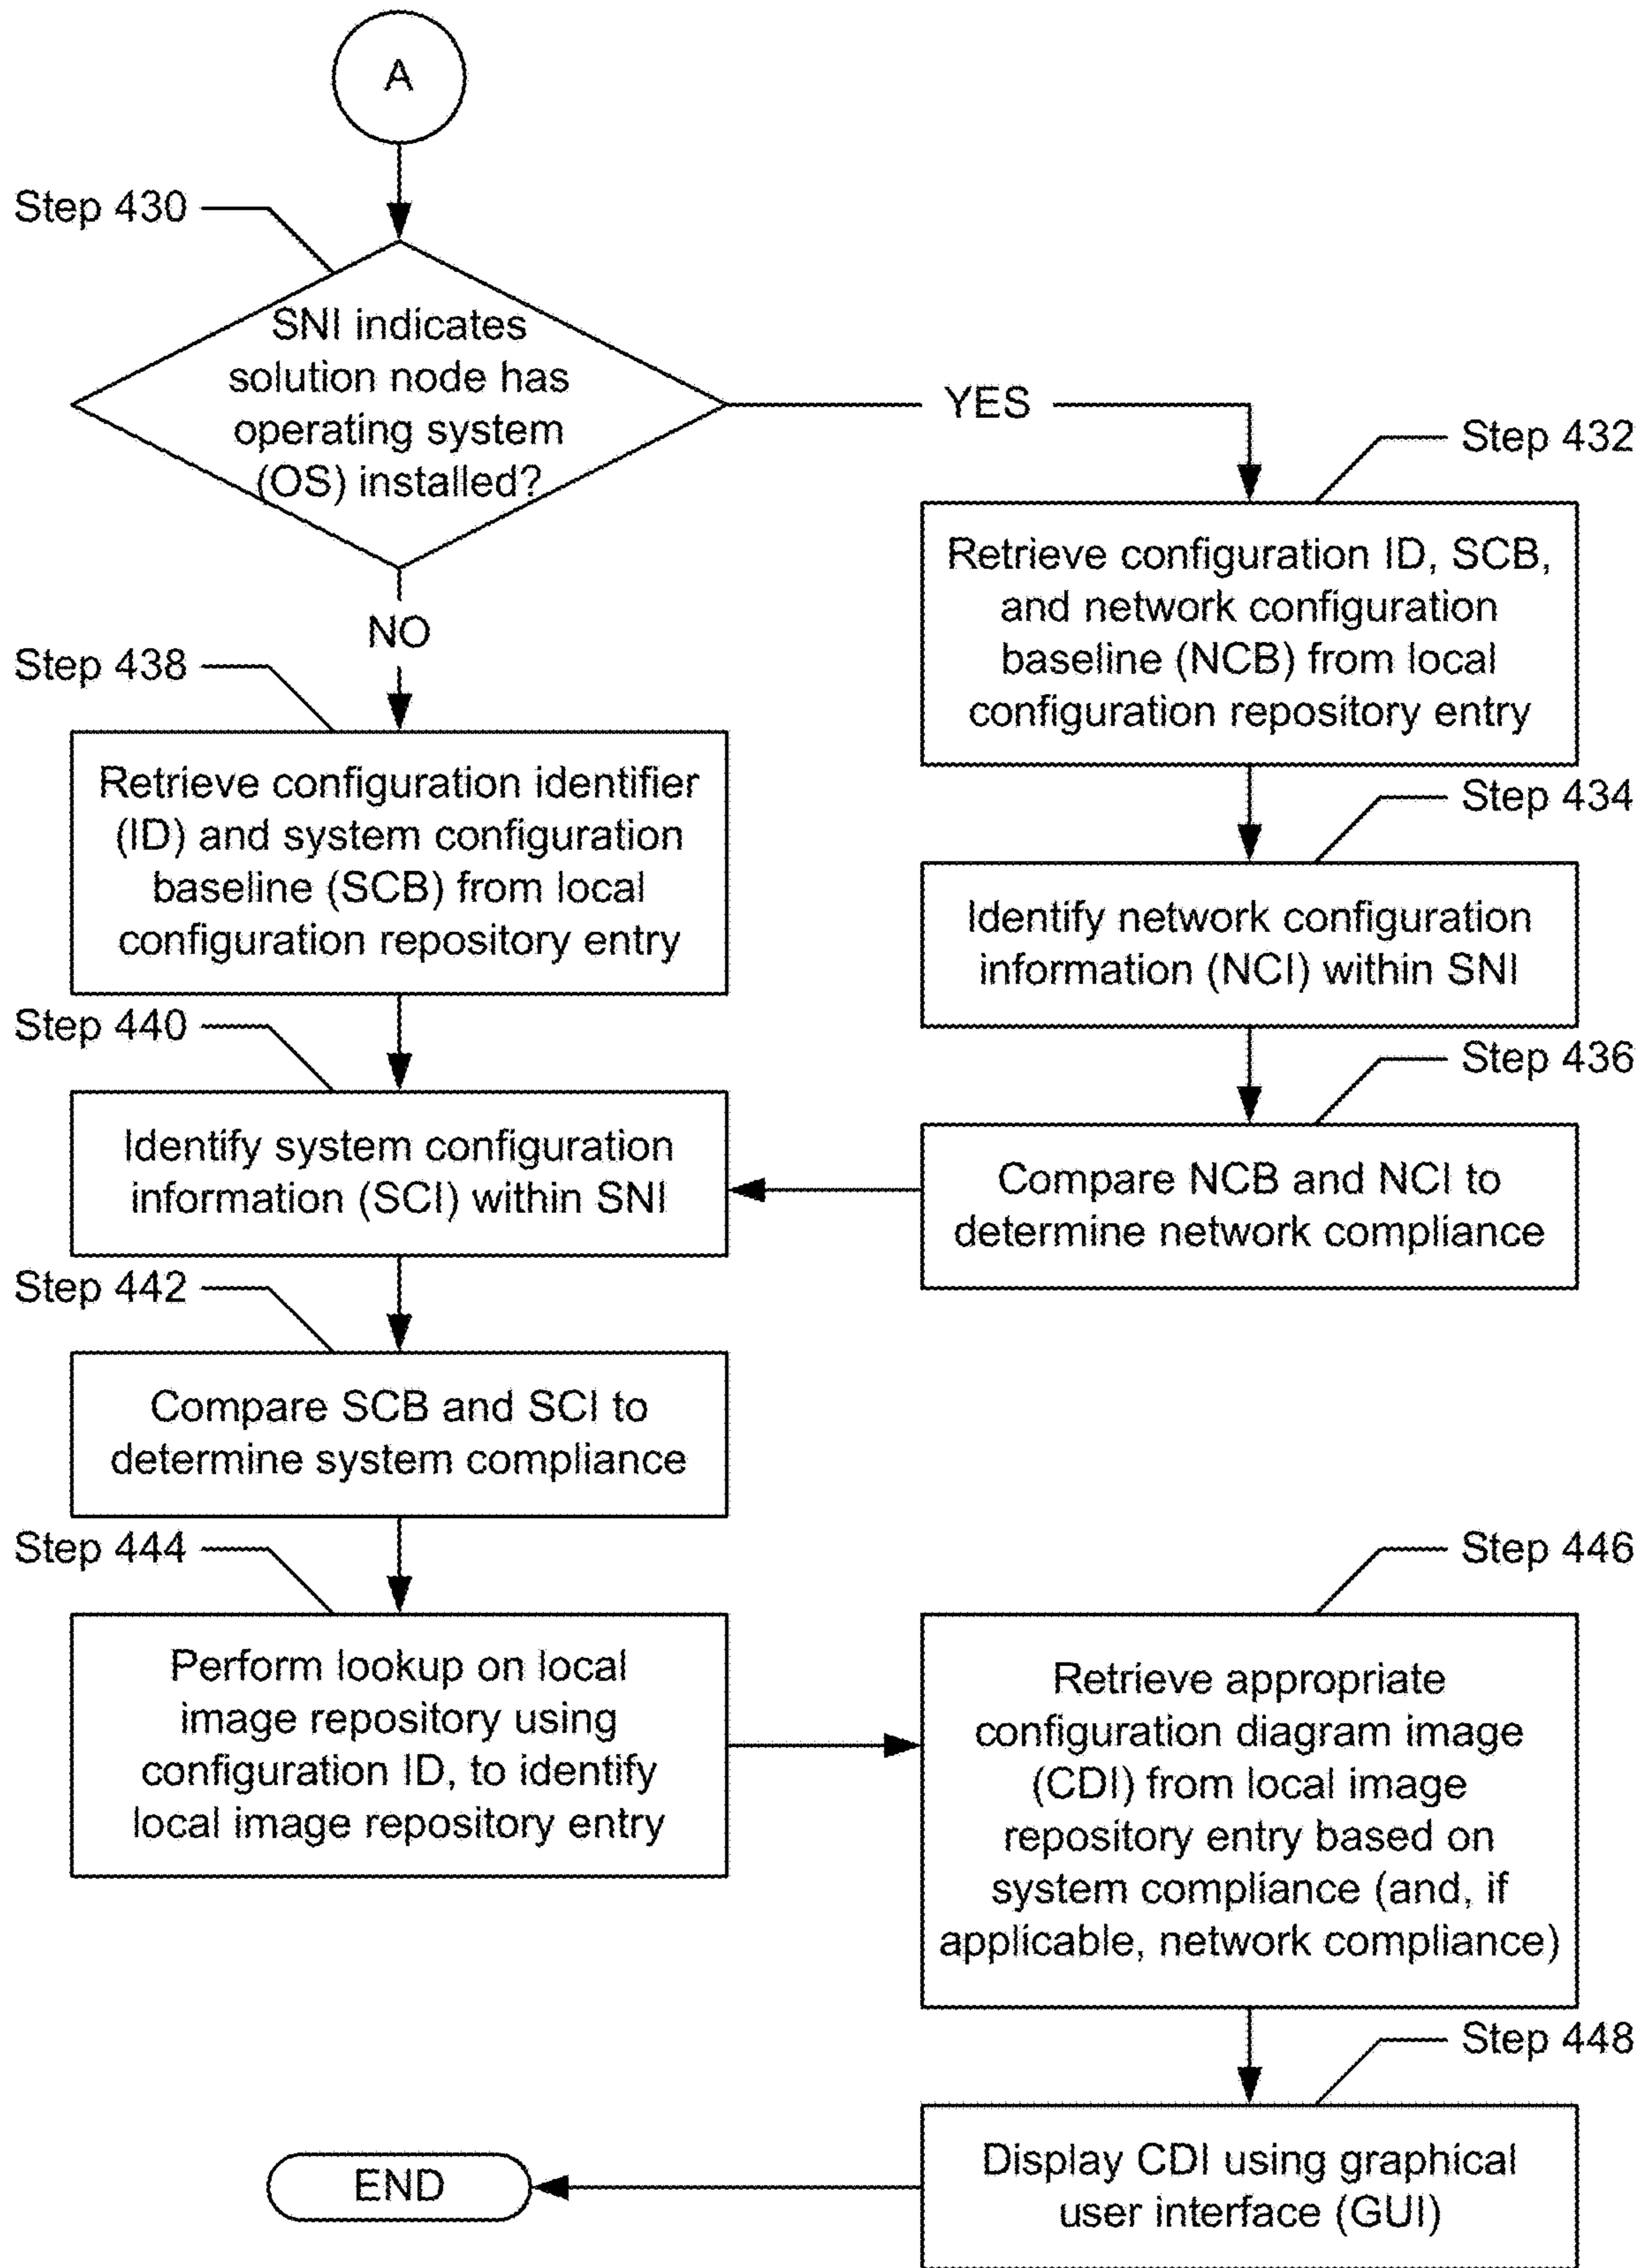 A
Step 430
SNI indicates
solution node has
operating system
(OS) installed?
YES
Step 432
Retrieve configuration ID, SCB,
and network configuration
baseline (NCB) from local
configuration repository entry
NO
Step 438
Retrieve configuration identifier
(ID) and system configuration
baseline (SCB) from local
configuration repository entry
Step 434
Identify network configuration
information (NCI) within SNI
Step 440
Identify system configuration
information (SCI) within SNI
Step 436
Compare NCB and NCI to
determine network compliance
Step 442
Compare SCB and SCI to
determine system compliance
Step 444
Perform lookup on local
image repository using
configuration ID, to identify
local image repository entry
Step 446
Retrieve appropriate
configuration diagram image
(CDI) from local image
repository entry based on
system compliance (and, if
applicable, network compliance)
Step 448
Display CDI using graphical
user interface (GUI)
END